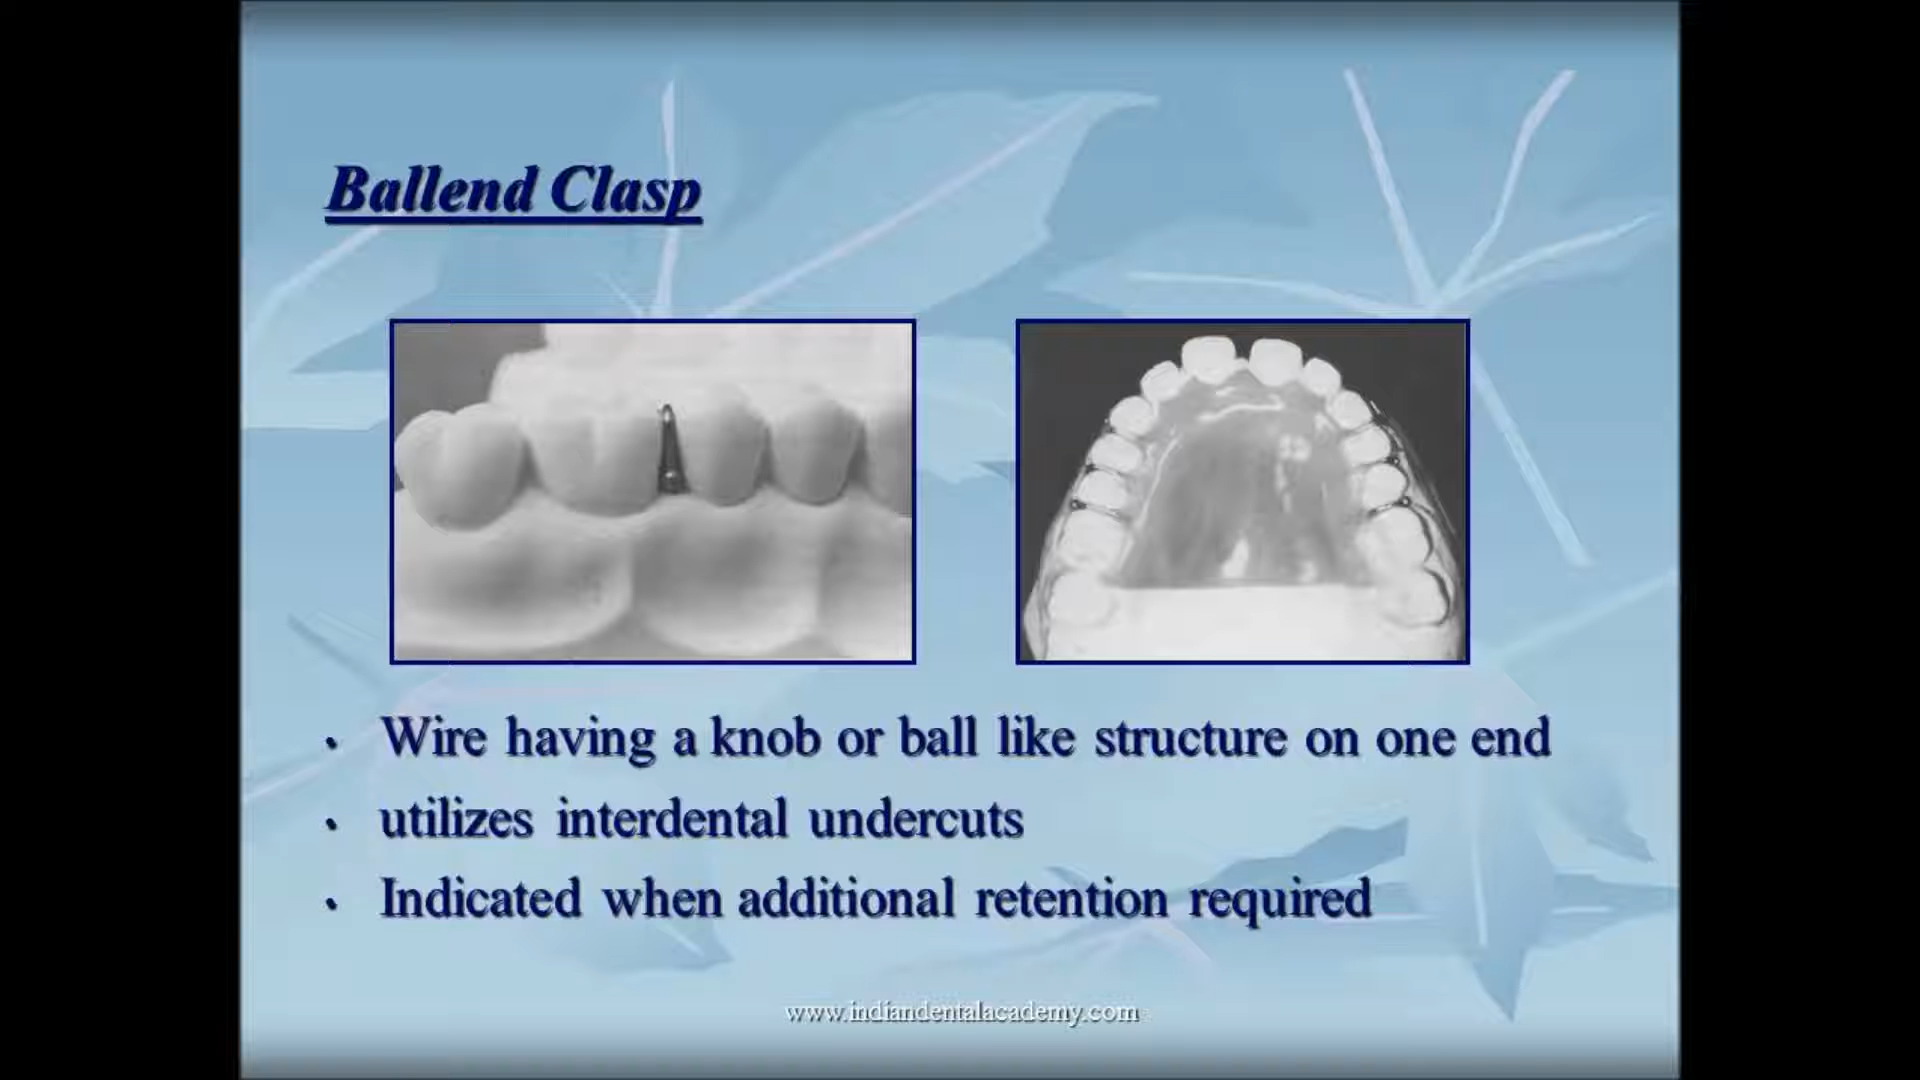 Ballend Clasp
• Wire having a knob or ball like structure on one end
• utilizes interdental undercuts
• Indicated when additional retention required
www.indiandentalacademy.com